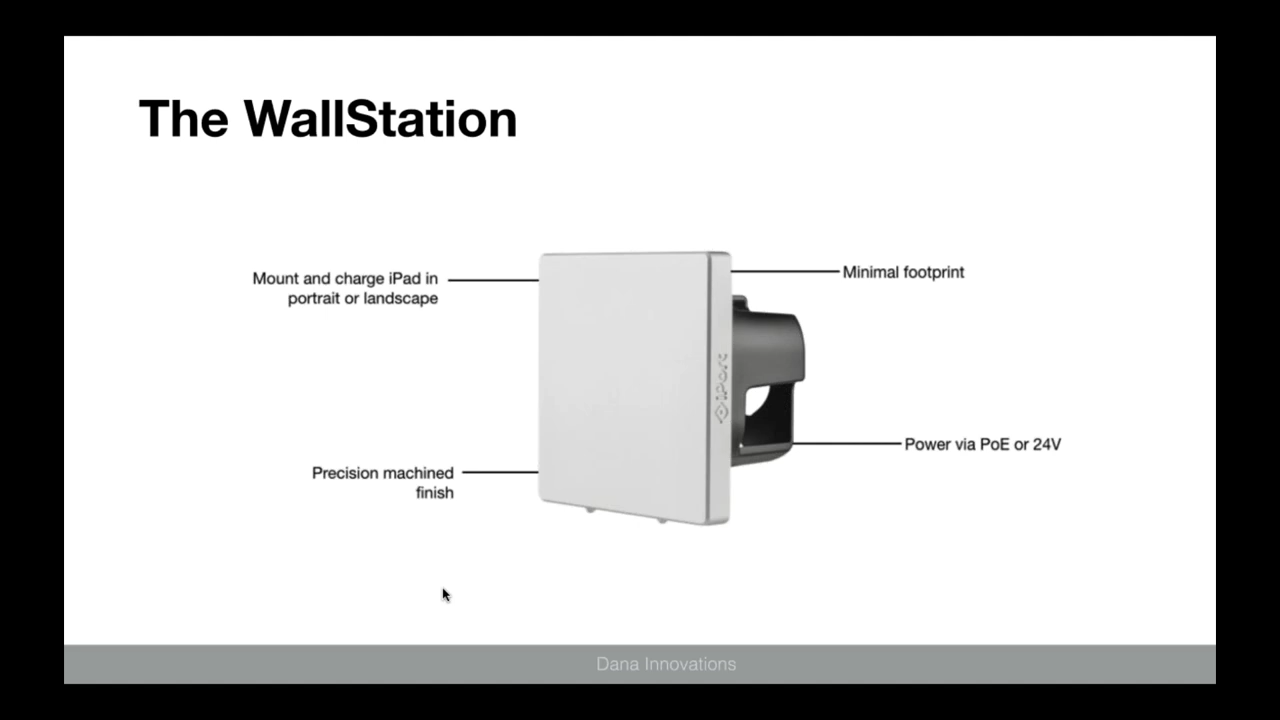 The WallStation
Mount and charge iPad in
portrait or landscape
Minimal footprint
iPort
Power via PoE or 24V
Precision machined
finish
Dana Innovations